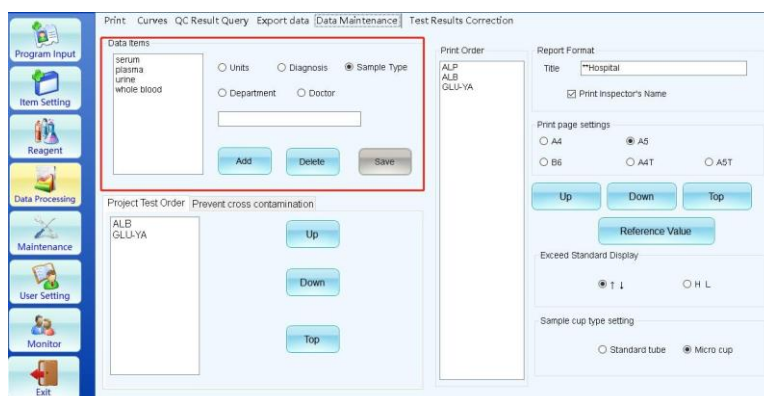 Print Curves QC Result Query Export data Data Maintenance Test Results Correction
Program Input
Item Setting
Reagent
Data Processing
Maintenance
User Setting
Monitor
Exit
Data Items
serum
plasma
urine
whole blood
Units Diagnosis Sample Type
Department Doctor
Add Delete Save
Project Test Order Prevent cross contamination
ALB
GLU-YA
Up
Down
Top
Print Order
ALP
ALB
GLU-YA
Report Format
Title **Hospital
Print Inspector's Name
Print page settings
A4 A5
B6 A4T A5T
Up Down Top
Reference Value
Exceed Standard Display
↑ ↓ H L
Sample cup type setting
Standard tube Micro cup